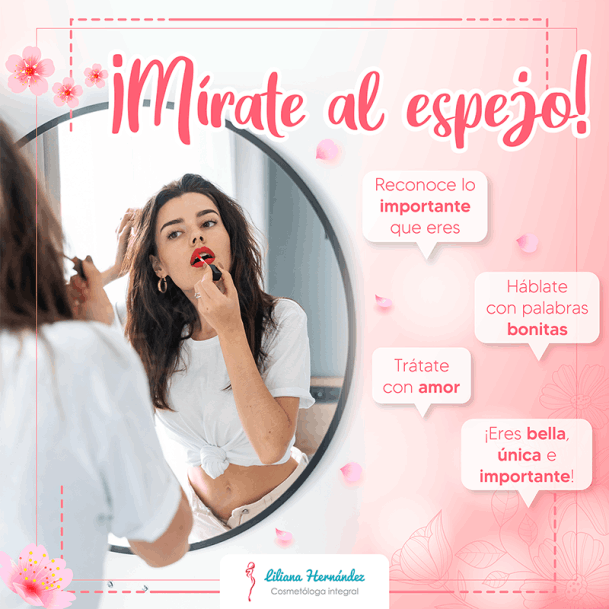 ¡Mírate al espejo!
Reconoce lo
importante
que eres
Háblate
con palabras
bonitas
Trátate
con amor
¡Eres bella,
única e
importante!
Liliana Hernández
Cosmetóloga integral